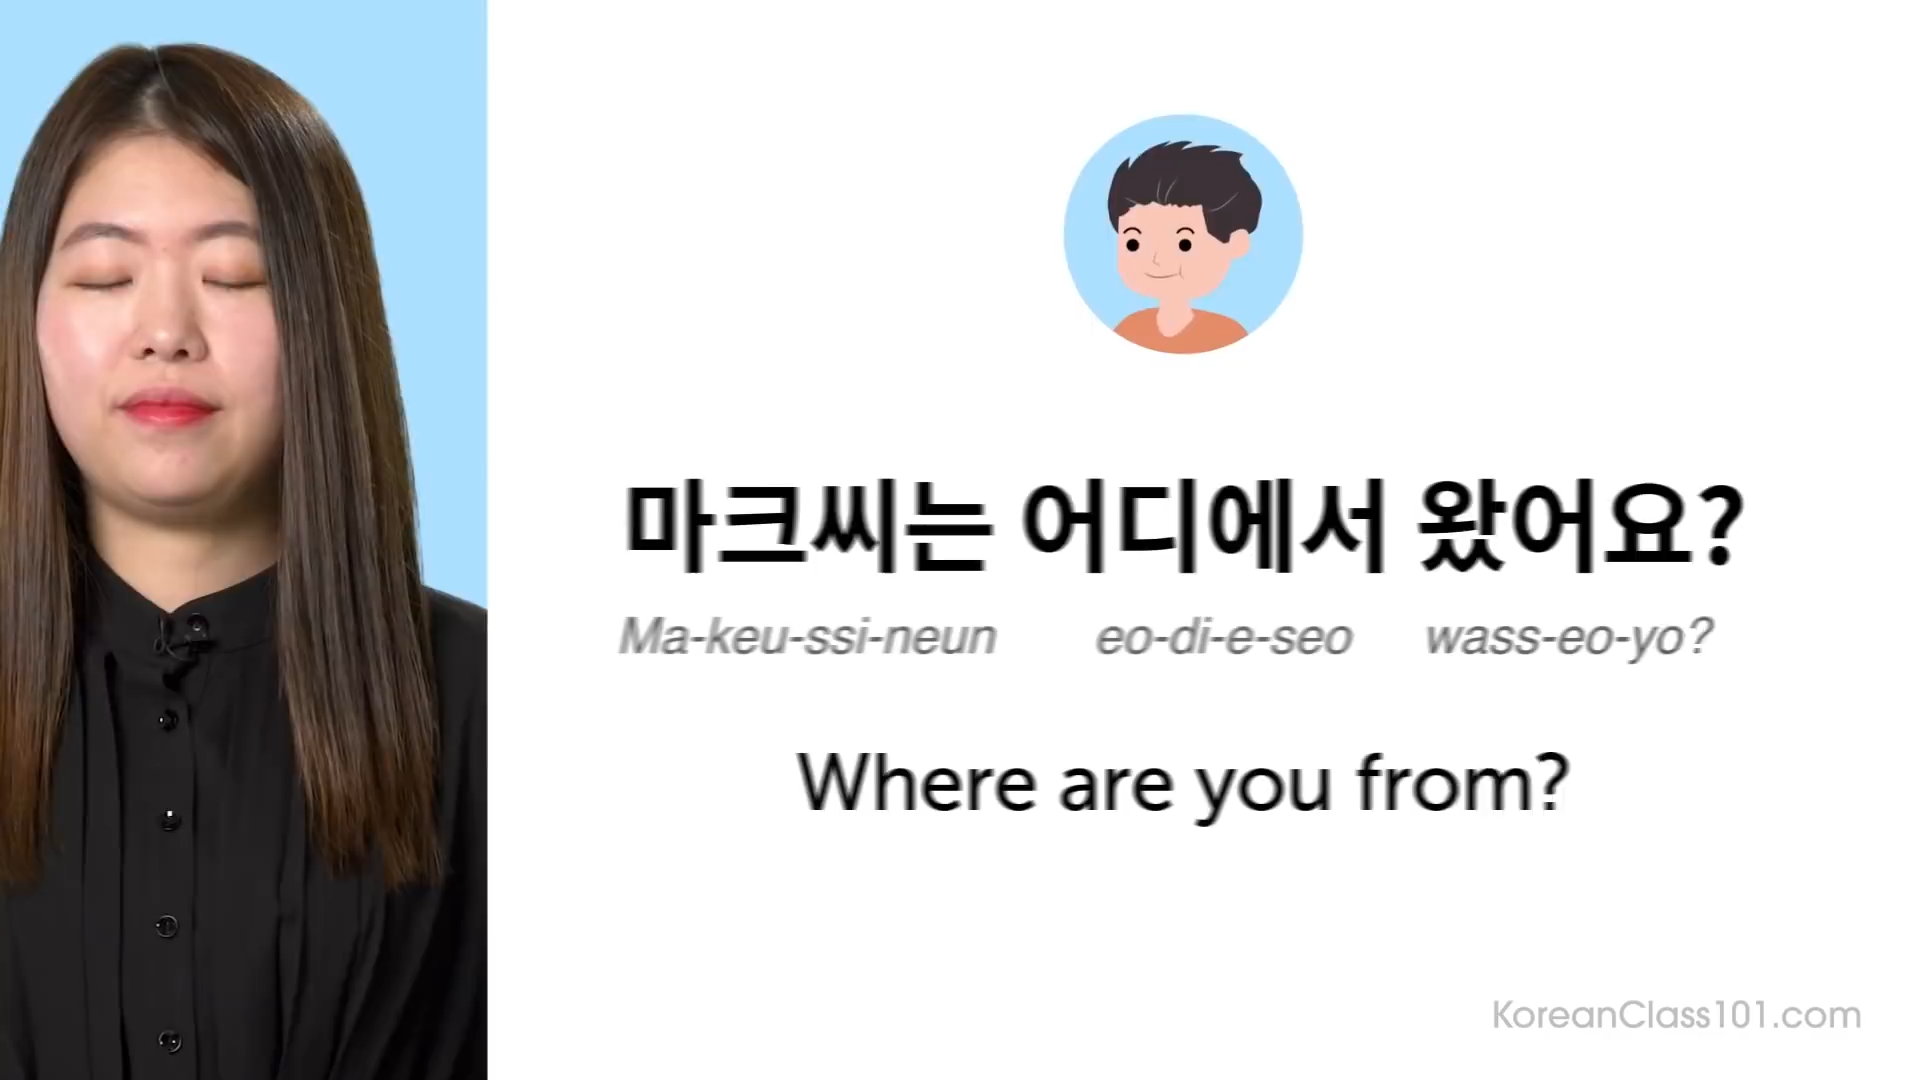 마크씨는 어디에서 왔어요?
Ma-keu-ssi-neun eo-di-e-seo wass-eo-yo?
Where are you from?
KoreanClass101.com